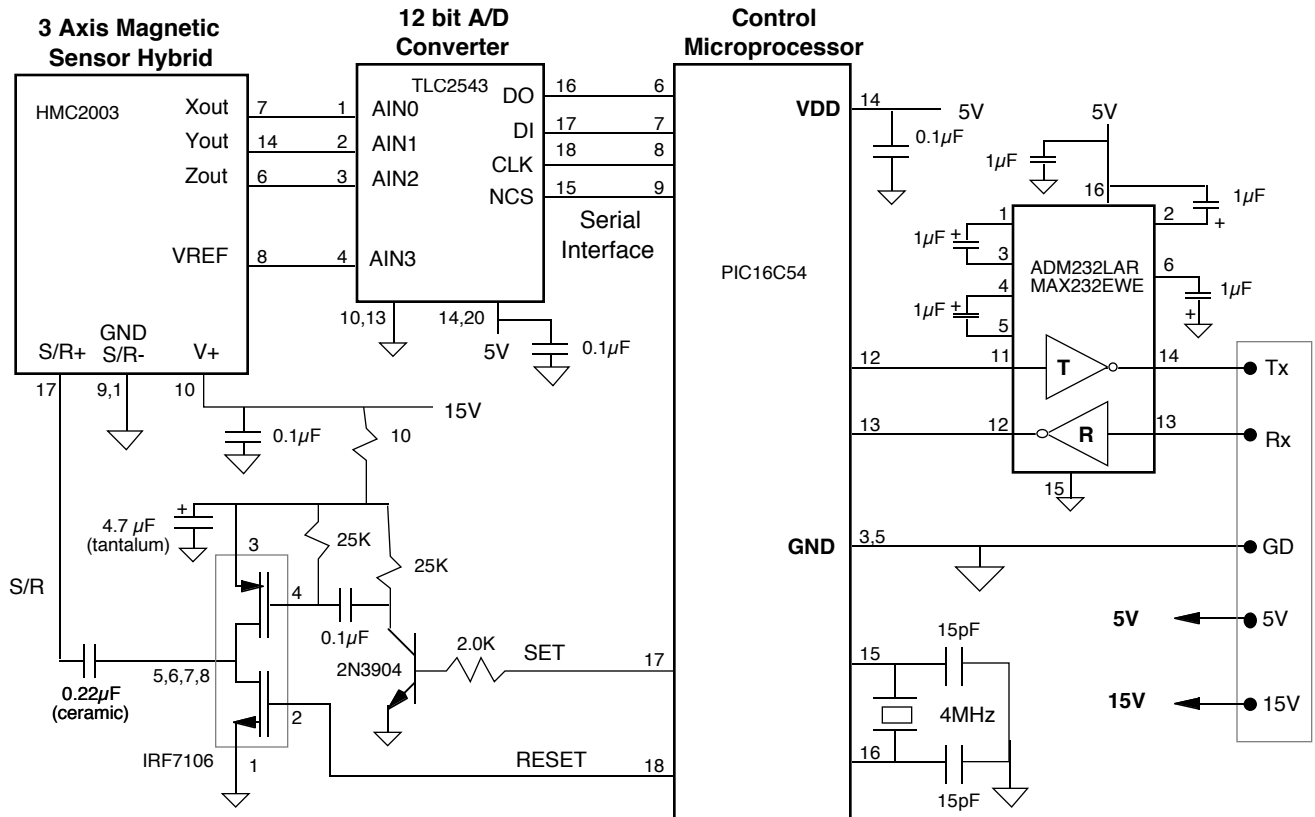 3 Axis Magnetic
Sensor Hybrid
12 bit A/D
Converter
Control
Microprocessor
HMC2003
Xout
7
Yout
14
Zout
6
VREF
8
S/R+
GND
S/R-
V+
17
9,1
10
TLC2543
1
AIN0
2
AIN1
3
AIN2
4
AIN3
DO
16
DI
17
CLK
18
NCS
15
10,13
14,20
5V
0.1µF
Serial
Interface
6
7
8
9
PIC16C54
VDD
14
5V
0.1µF
5V
1µF
16
1µF
+
1
1µF
+
3
4
1µF
+
5
2
6
1µF
+
ADM232LAR
MAX232EWE
12
11
T
14
Tx
13
12
R
13
Rx
15
GND
3,5
GD
5V
5V
15V
15V
15
15pF
4MHz
16
15pF
15V
0.1µF
10
+
4.7 µF
(tantalum)
3
25K
25K
4
0.1µF
2N3904
2.0K
SET
17
S/R
0.22µF
(ceramic)
5,6,7,8
2
IRF7106
1
RESET
18